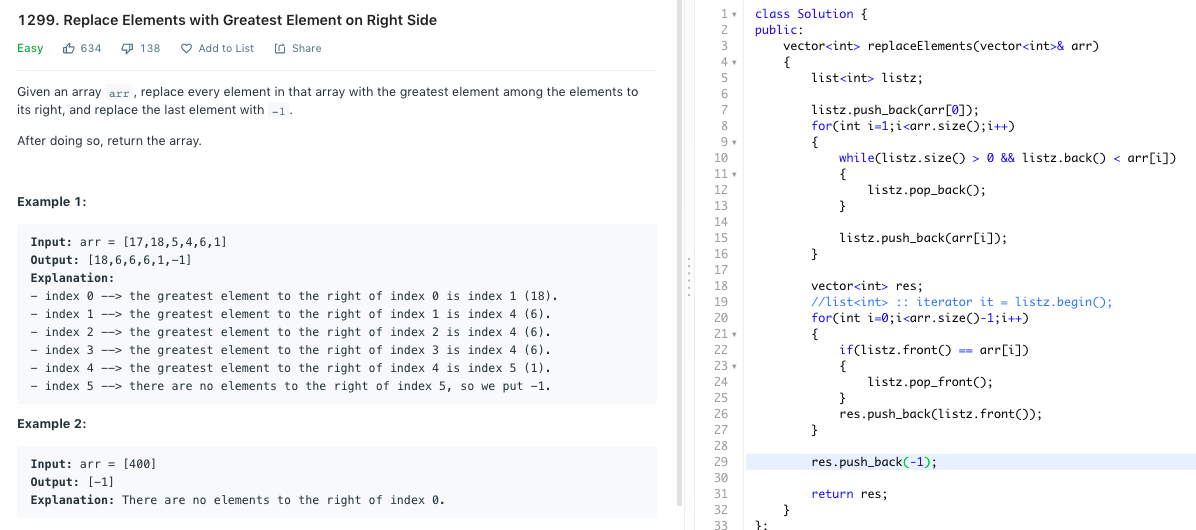 1299. Replace Elements with Greatest Element on Right Side
Easy 634 138 Add to List Share
Given an array arr , replace every element in that array with the greatest element among the elements to
its right, and replace the last element with -1 .
After doing so, return the array.
Example 1:
Input: arr = [17,18,5,4,6,1]
Output: [18,6,6,6,1,-1]
Explanation:
- index 0 --> the greatest element to the right of index 0 is index 1 (18).
- index 1 --> the greatest element to the right of index 1 is index 4 (6).
- index 2 --> the greatest element to the right of index 2 is index 4 (6).
- index 3 --> the greatest element to the right of index 3 is index 4 (6).
- index 4 --> the greatest element to the right of index 4 is index 5 (1).
- index 5 --> there are no elements to the right of index 5, so we put -1.
Example 2:
Input: arr = [400]
Output: [-1]
Explanation: There are no elements to the right of index 0.
1 class Solution {
2 public:
3     vector<int> replaceElements(vector<int>& arr)
4     {
5         list<int> listz;
6
7         listz.push_back(arr[0]);
8         for(int i=1;i<arr.size();i++)
9         {
10             while(listz.size() > 0 && listz.back() < arr[i])
11             {
12                 listz.pop_back();
13             }
14
15             listz.push_back(arr[i]);
16         }
17
18         vector<int> res;
19         //list<int> :: iterator it = listz.begin();
20         for(int i=0;i<arr.size()-1;i++)
21         {
22             if(listz.front() == arr[i])
23             {
24                 listz.pop_front();
25             }
26             res.push_back(listz.front());
27         }
28
29         res.push_back(-1);
30
31         return res;
32     }
33 };